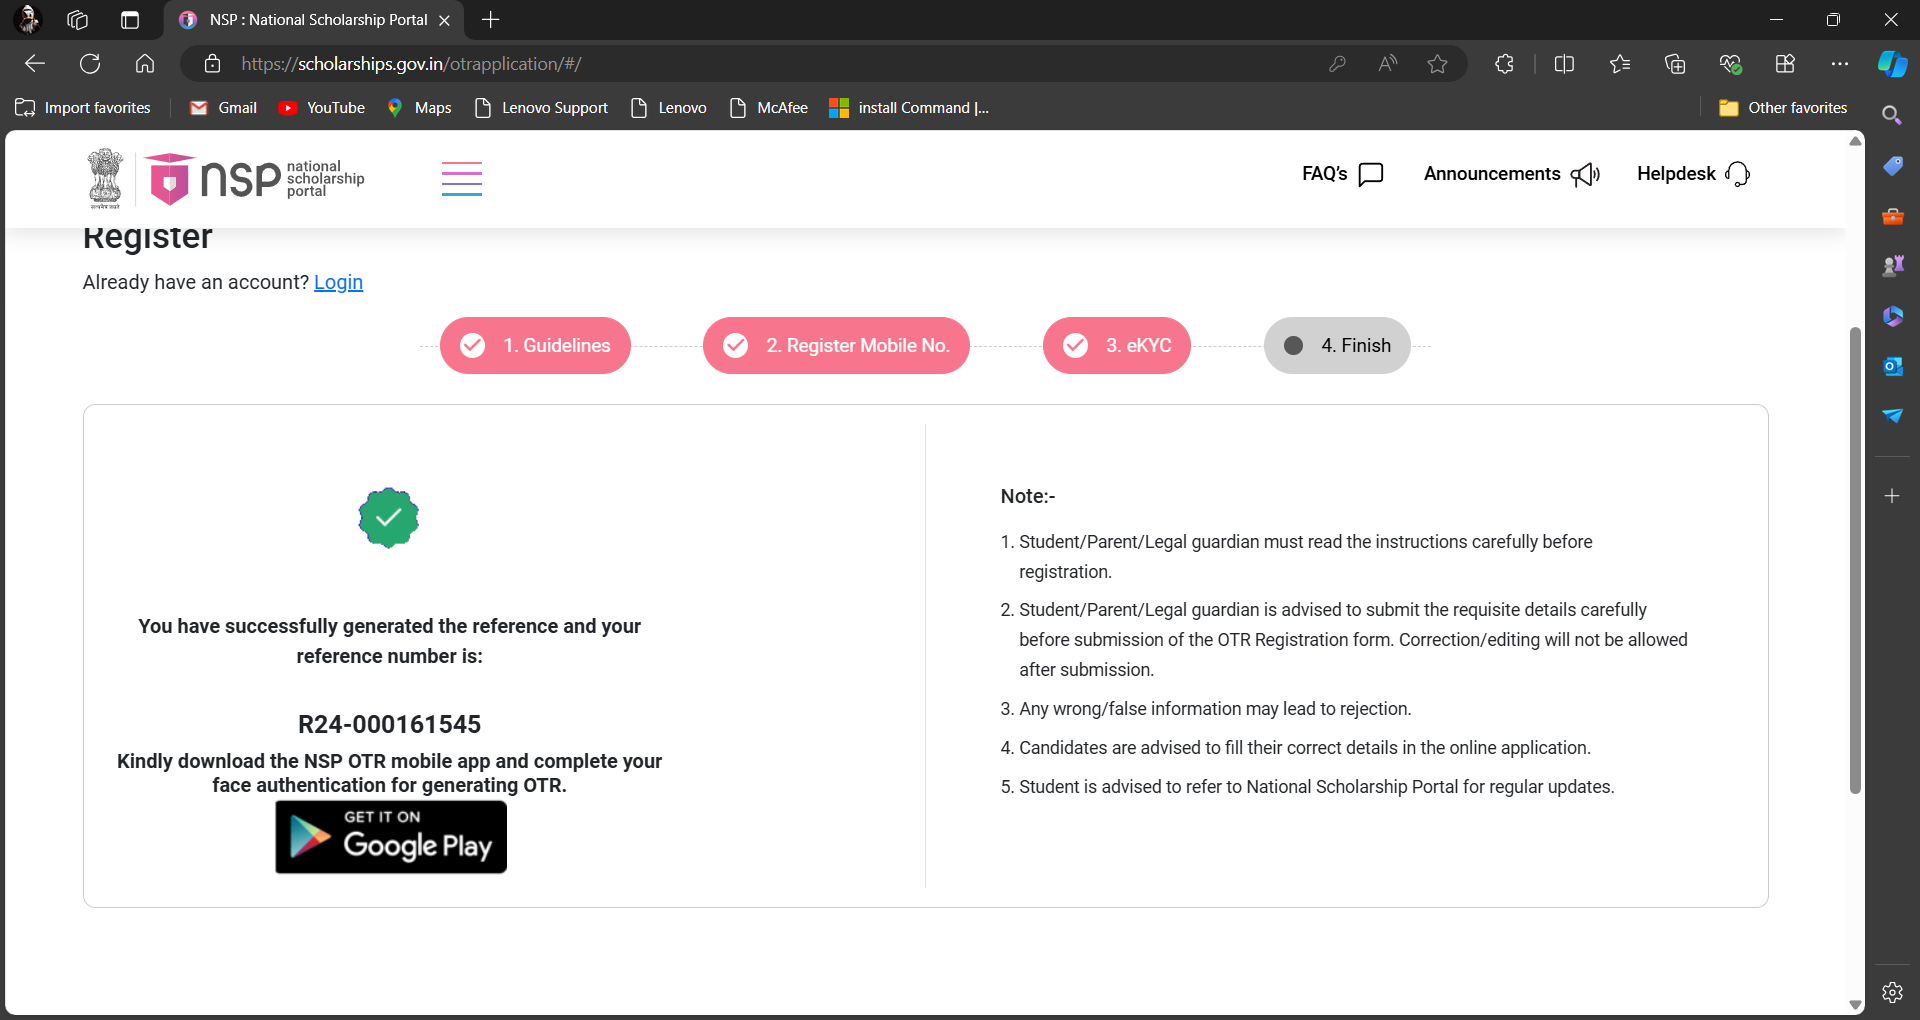 NSP : National Scholarship Portal
https://scholarships.gov.in/otrapplication/#/
Import favorites
Gmail
YouTube
Maps
Lenovo Support
Lenovo
McAfee
install Command |...
Other favorites
सत्यमेव जयते
nsp
national
scholarship
portal
FAQ's
Announcements
Helpdesk
Register
Already have an account? Login
1. Guidelines
2. Register Mobile No.
3. eKYC
4. Finish
You have successfully generated the reference and your
reference number is:
R24-000161545
Kindly download the NSP OTR mobile app and complete your
face authentication for generating OTR.
GET IT ON
Google Play
Note:-
1. Student/Parent/Legal guardian must read the instructions carefully before
registration.
2. Student/Parent/Legal guardian is advised to submit the requisite details carefully
before submission of the OTR Registration form. Correction/editing will not be allowed
after submission.
3. Any wrong/false information may lead to rejection.
4. Candidates are advised to fill their correct details in the online application.
5. Student is advised to refer to National Scholarship Portal for regular updates.